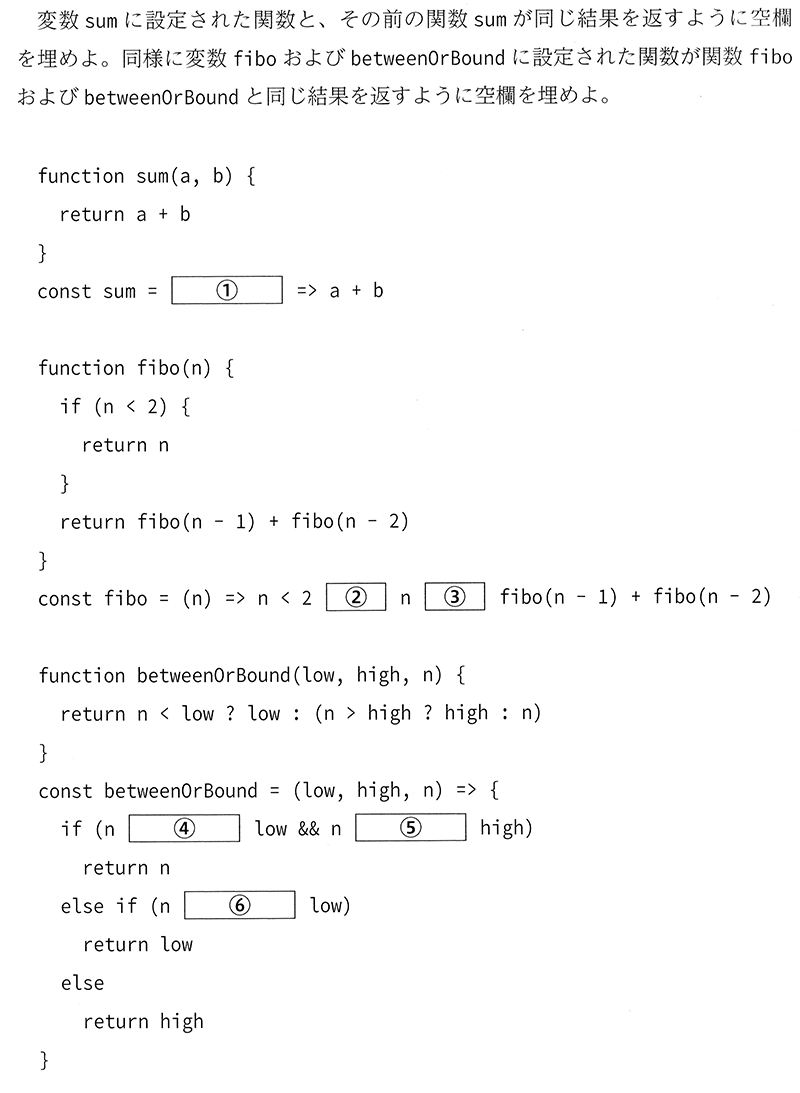 変数 sum に設定された関数と、その前の関数 sum が同じ結果を返すように空欄
を埋めよ。同様に変数 fibo および betweenOrBound に設定された関数が関数 fibo
および betweenOrBound と同じ結果を返すように空欄を埋めよ。
function sum(a, b) {
  return a + b
}
const sum = ① => a + b
function fibo(n) {
  if (n < 2) {
    return n
  }
  return fibo(n - 1) + fibo(n - 2)
}
const fibo = (n) => n < 2 ② n ③ fibo(n - 1) + fibo(n - 2)
function betweenOrBound(low, high, n) {
  return n < low ? low : (n > high ? high : n)
}
const betweenOrBound = (low, high, n) => {
  if (n ④ low && n ⑤ high)
    return n
  else if (n ⑥ low)
    return low
  else
    return high
}